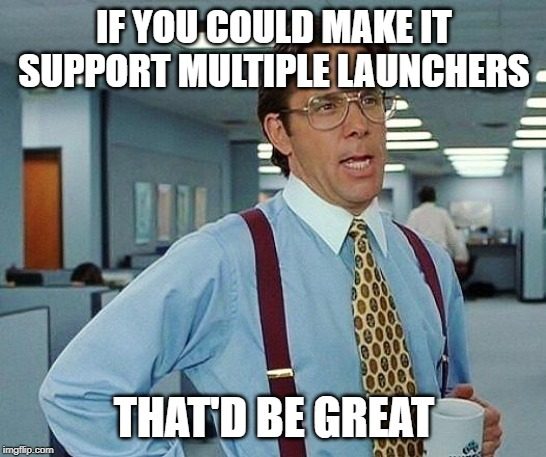 IF YOU COULD MAKE IT
SUPPORT MULTIPLE LAUNCHERS
THAT'D BE GREAT
imgflip.com